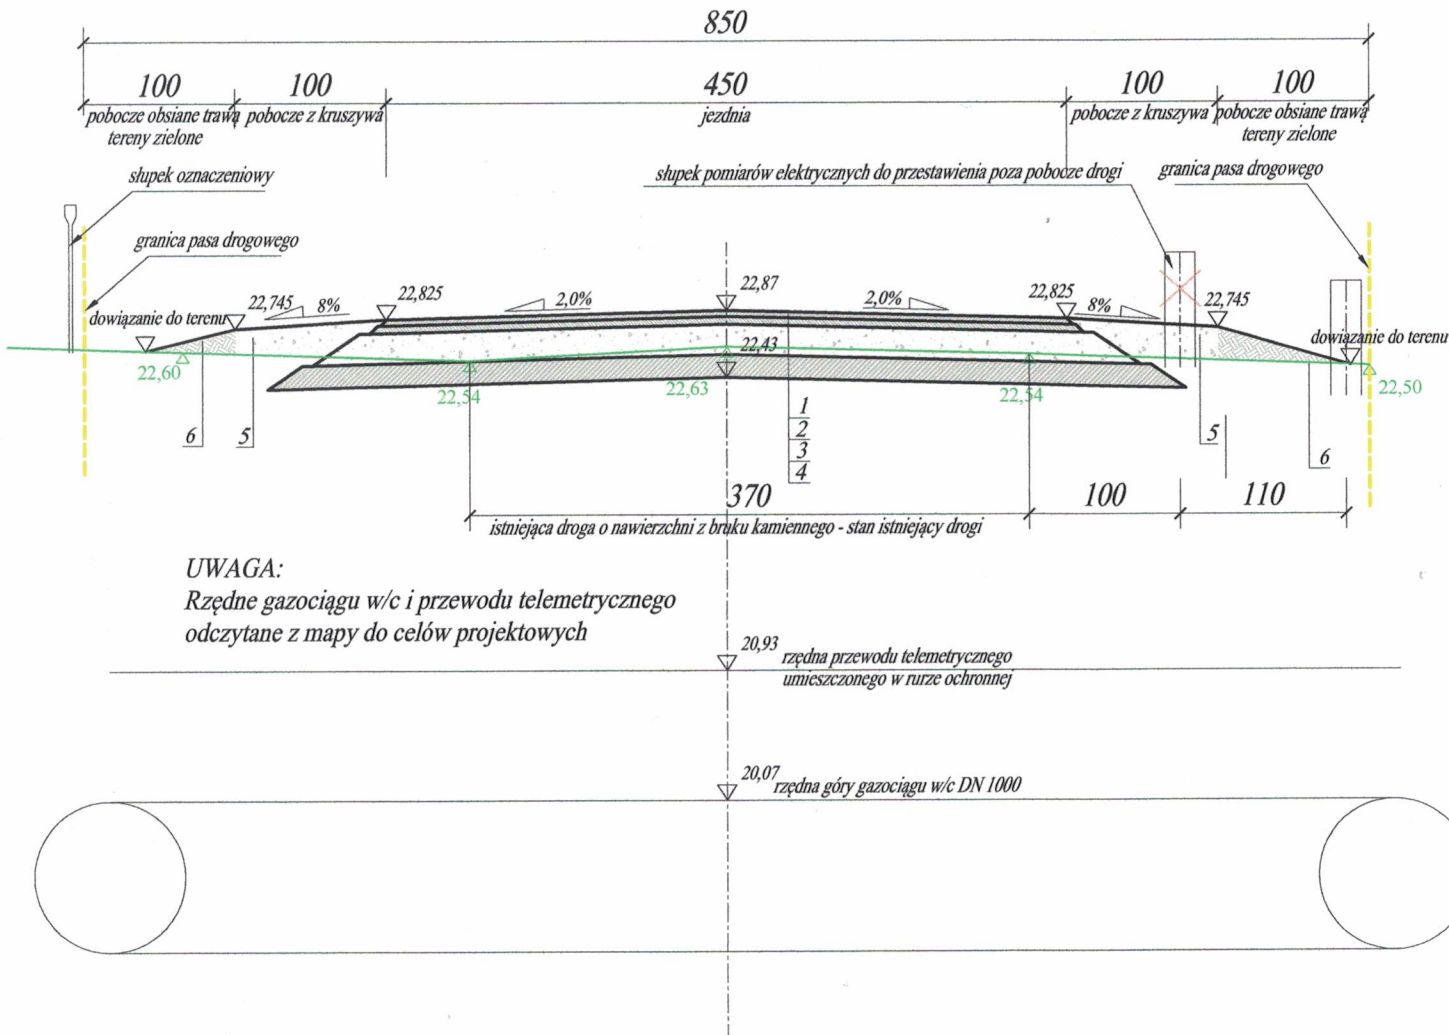 850
100 100 450 100 100
pobocze obsiane trawą pobocze z kruszywa jezdnia pobocze z kruszywa pobocze obsiane trawą
tereny zielone tereny zielone
słupek oznaczeniowy słupek pomiarów elektrycznych do przestawienia poza pobocze drogi granica pasa drogowego
granica pasa drogowego
22,745 8% 22,825 2,0% 22,87 2,0% 22,825 8% 22,745
dowiązanie do terenu dowiązanie do terenu
22,43
22,60 22,54 22,63 22,54 22,50
1
2
3
4
6 5 5 6
370 100 110
istniejąca droga o nawierzchni z bruku kamiennego - stan istniejący drogi
UWAGA:
Rzędne gazociągu w/c i przewodu telemetrycznego
odczytane z mapy do celów projektowych
20,93
rzędna przewodu telemetrycznego
umieszczonego w rurze ochronnej
20,07
rzędna góry gazociągu w/c DN 1000